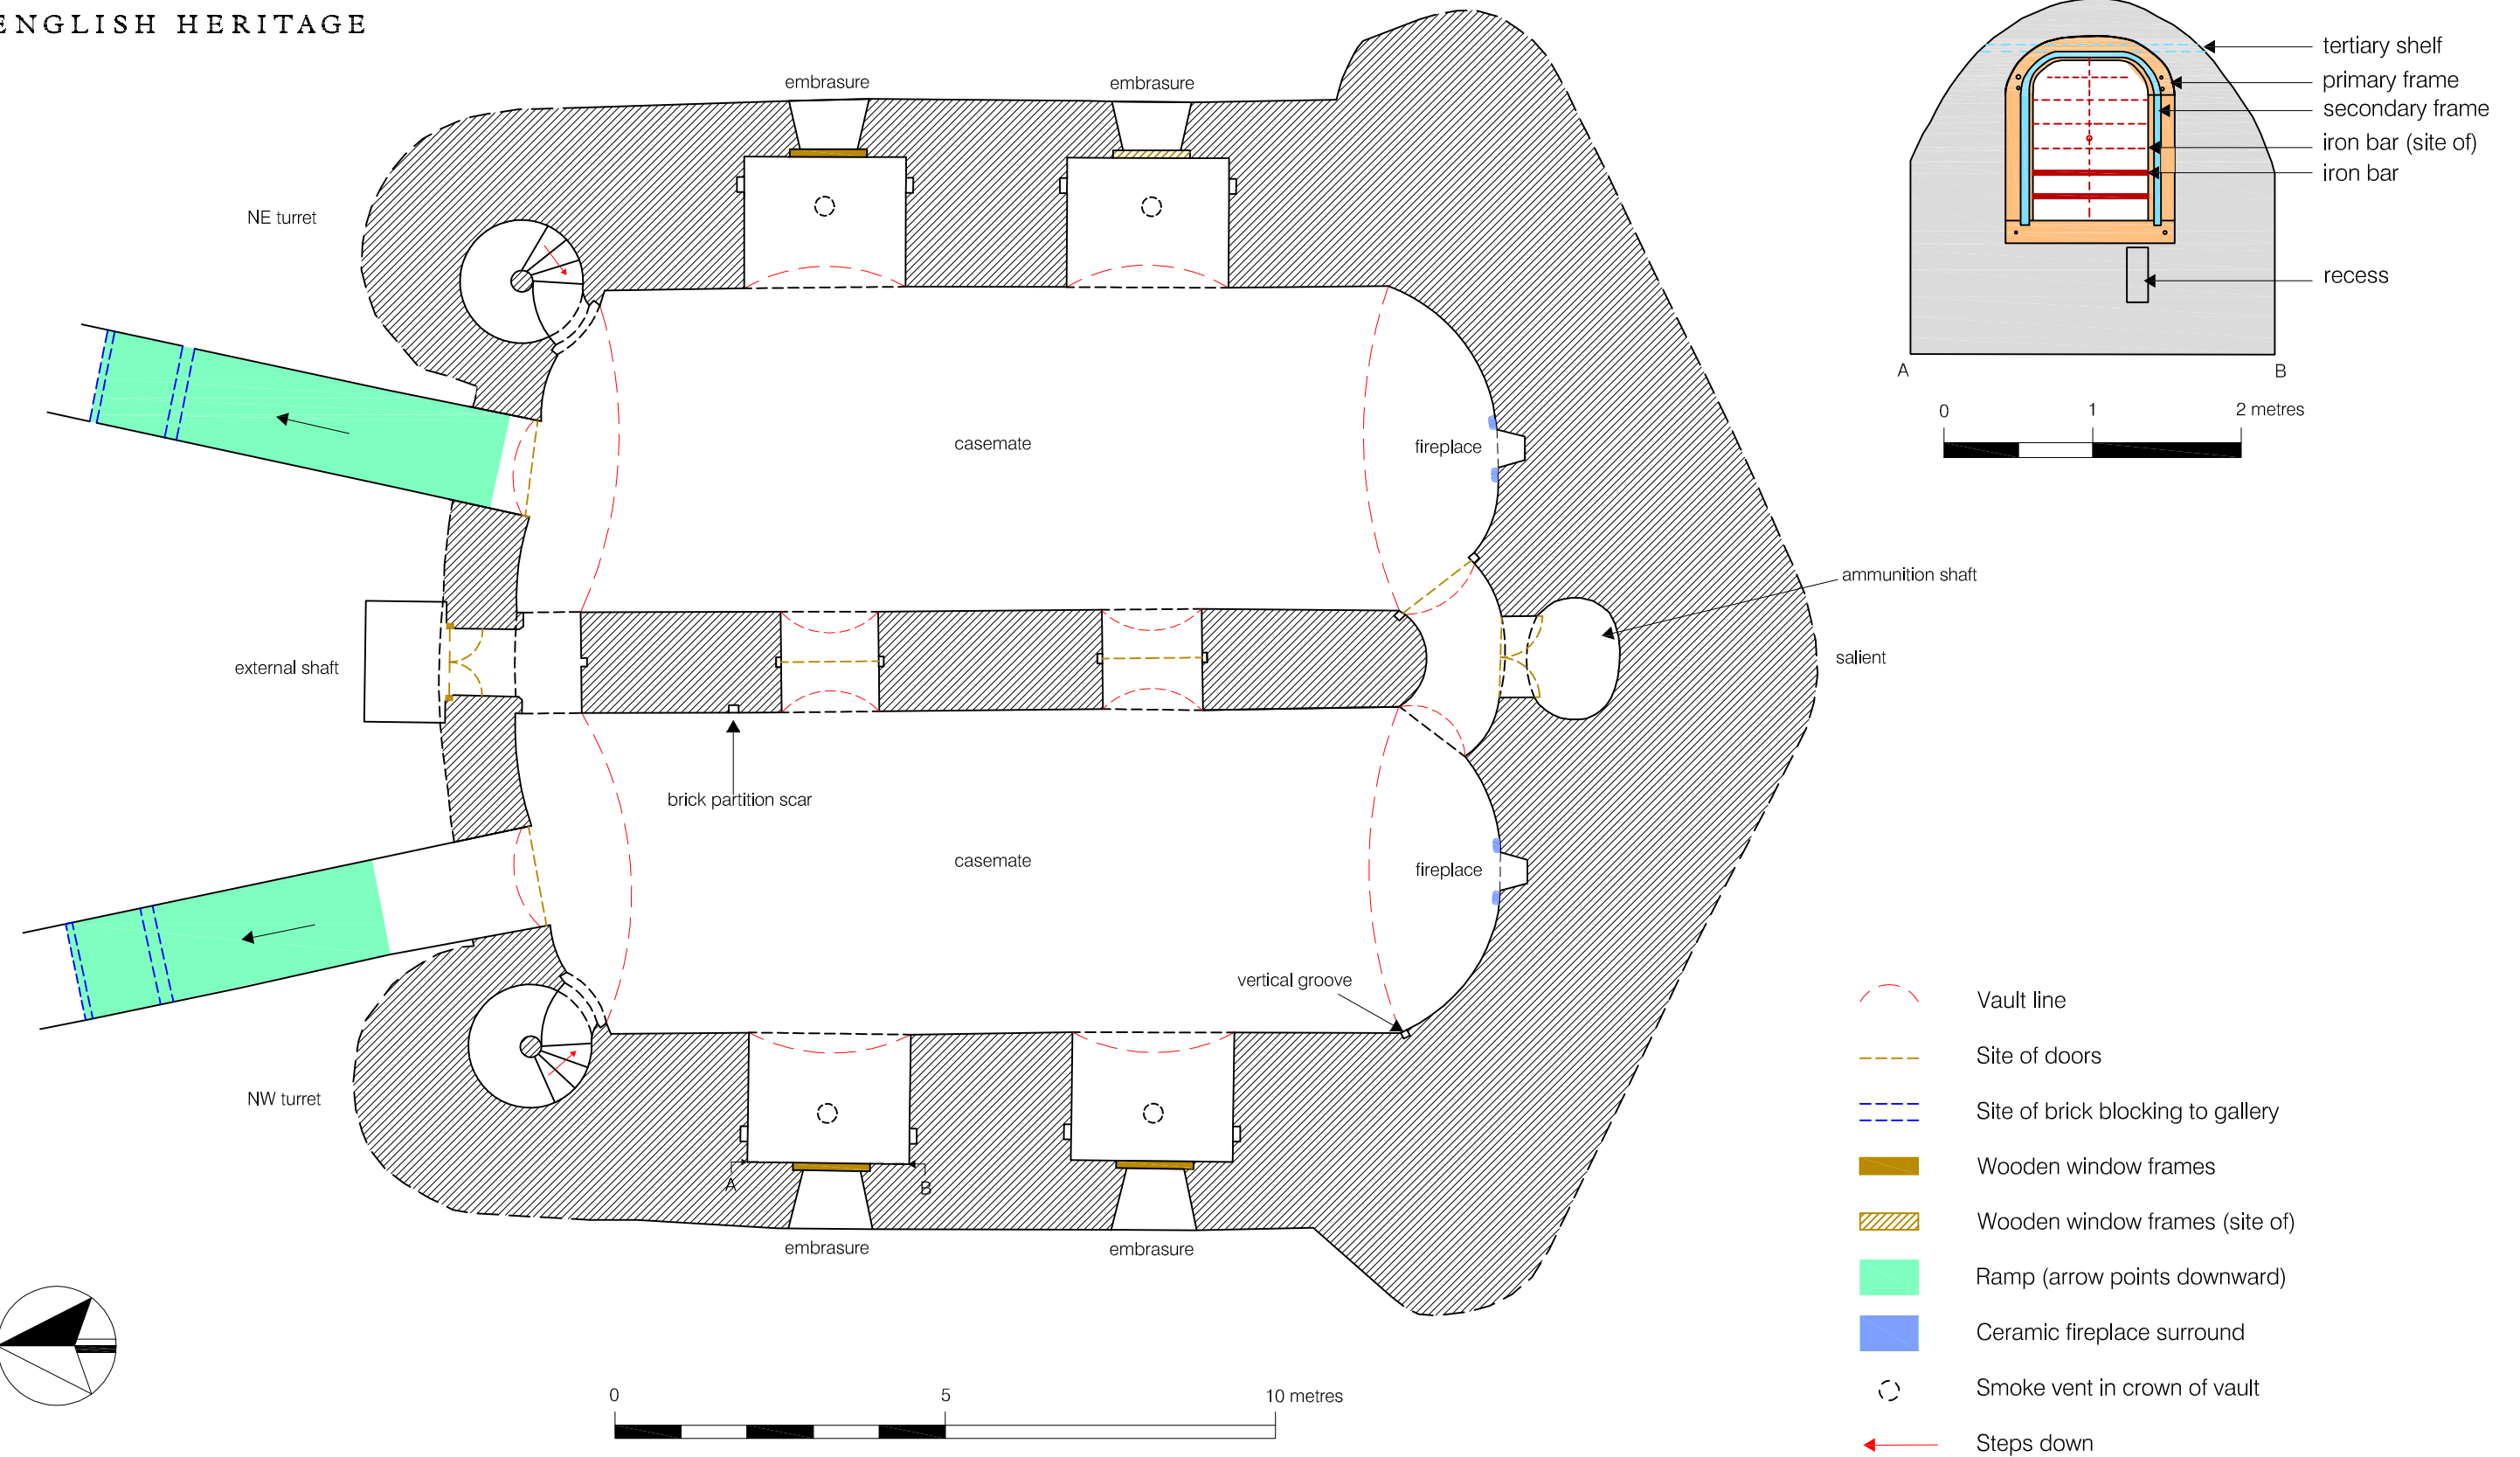 ENGLISH HERITAGE
embrasure
embrasure
tertiary shelf
primary frame
secondary frame
iron bar (site of)
iron bar
recess
A
B
0
1
2 metres
NE turret
casemate
fireplace
ammunition shaft
external shaft
salient
brick partition scar
casemate
fireplace
vertical groove
NW turret
A
B
embrasure
embrasure
0
5
10 metres
Vault line
Site of doors
Site of brick blocking to gallery
Wooden window frames
Wooden window frames (site of)
Ramp (arrow points downward)
Ceramic fireplace surround
Smoke vent in crown of vault
Steps down